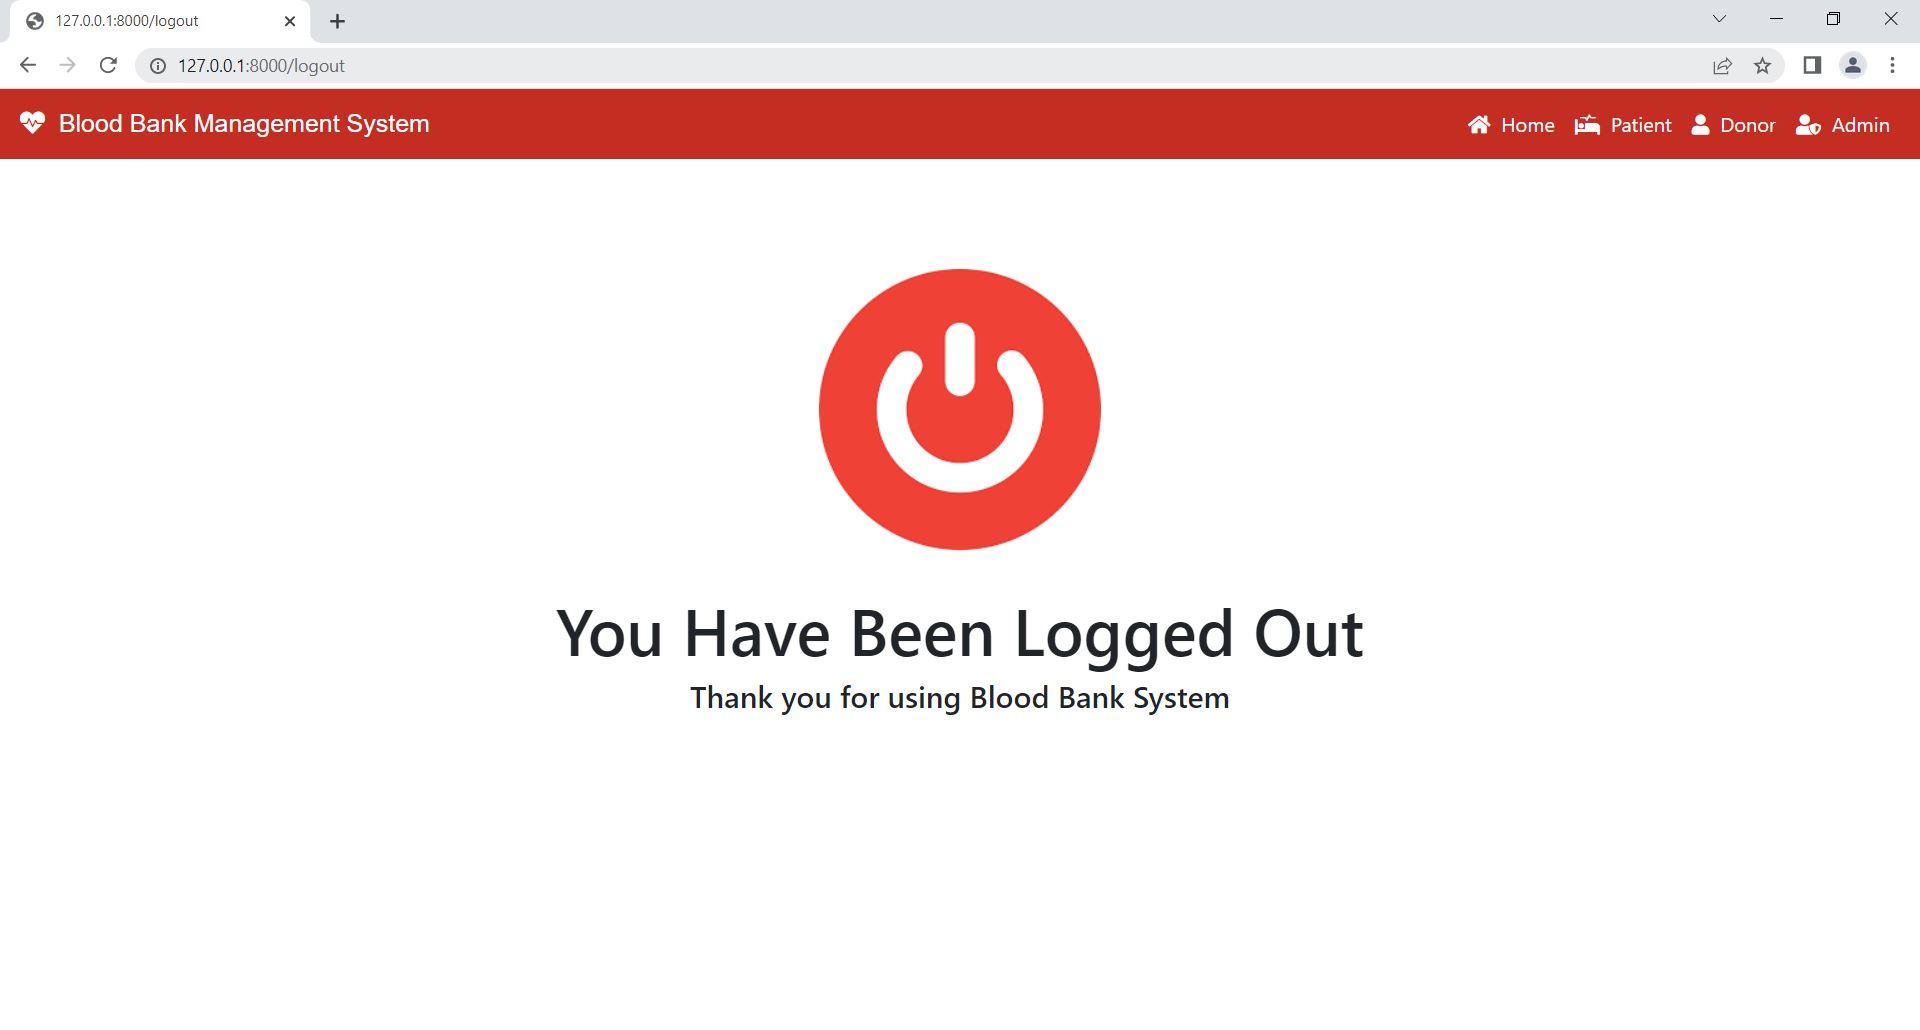 127.0.0.1:8000/logout
127.0.0.1:8000/logout
Blood Bank Management System
Home Patient Donor Admin
You Have Been Logged Out
Thank you for using Blood Bank System